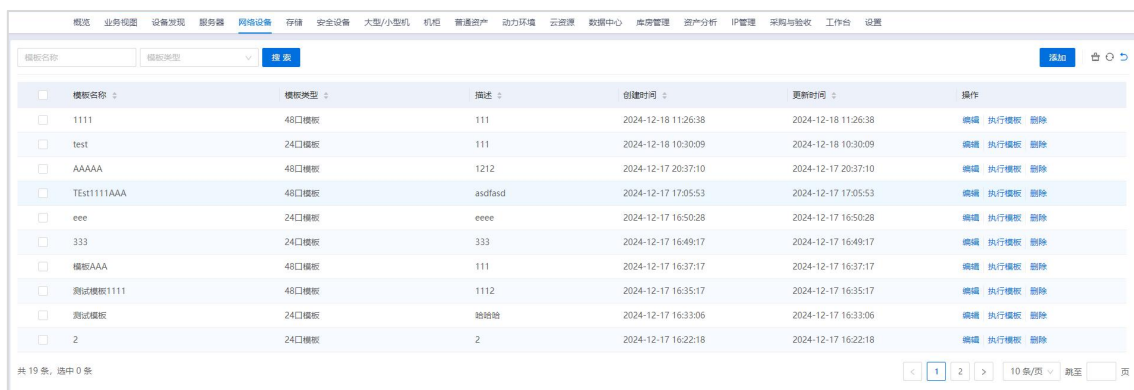 概览 业务视图 设备发现 服务器 网络设备 存储 安全设备 大型/小型机 机柜 普通资产 动力环境 云资源 数据中心 库房管理 资产分析 IP管理 采购与验收 工作台 设置
模板名称 模板类型 搜索 添加
模板名称 模板类型 描述 创建时间 更新时间 操作
1111 48口模板 111 2024-12-18 11:26:38 2024-12-18 11:26:38 编辑 执行模板 删除
test 24口模板 111 2024-12-18 10:30:09 2024-12-18 10:30:09 编辑 执行模板 删除
AAAAA 48口模板 1212 2024-12-17 20:37:10 2024-12-17 20:37:10 编辑 执行模板 删除
TEst1111AAA 48口模板 asdfasd 2024-12-17 17:05:53 2024-12-17 17:05:53 编辑 执行模板 删除
eee 24口模板 eeee 2024-12-17 16:50:28 2024-12-17 16:50:28 编辑 执行模板 删除
333 24口模板 333 2024-12-17 16:49:17 2024-12-17 16:49:17 编辑 执行模板 删除
模板AAA 48口模板 111 2024-12-17 16:37:17 2024-12-17 16:37:17 编辑 执行模板 删除
测试模板1111 48口模板 1112 2024-12-17 16:35:17 2024-12-17 16:35:17 编辑 执行模板 删除
测试模板 24口模板 哈哈哈 2024-12-17 16:33:06 2024-12-17 16:33:06 编辑 执行模板 删除
2 24口模板 2 2024-12-17 16:22:18 2024-12-17 16:22:18 编辑 执行模板 删除
共 19 条, 选中 0 条 < 1 2 > 10 条/页 跳至 页